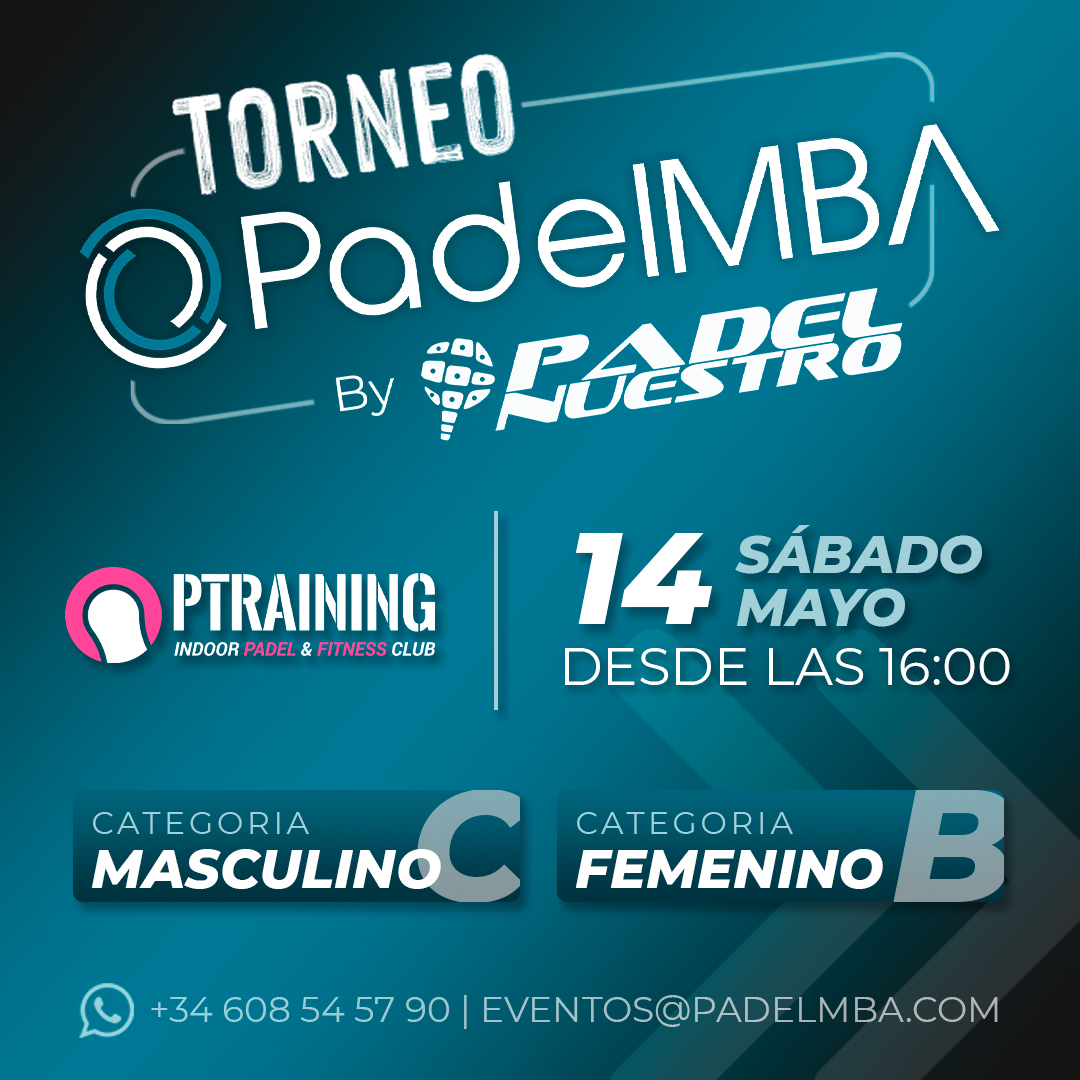 TORNEO
PadelMBA
By PADEL NUESTRO
PTRAINING
INDOOR PADEL & FITNESS CLUB
14 SÁBADO
MAYO
DESDE LAS 16:00
CATEGORIA
MASCULINO C
CATEGORIA
FEMENINO B
+34 608 54 57 90 | EVENTOS@PADELMBA.COM